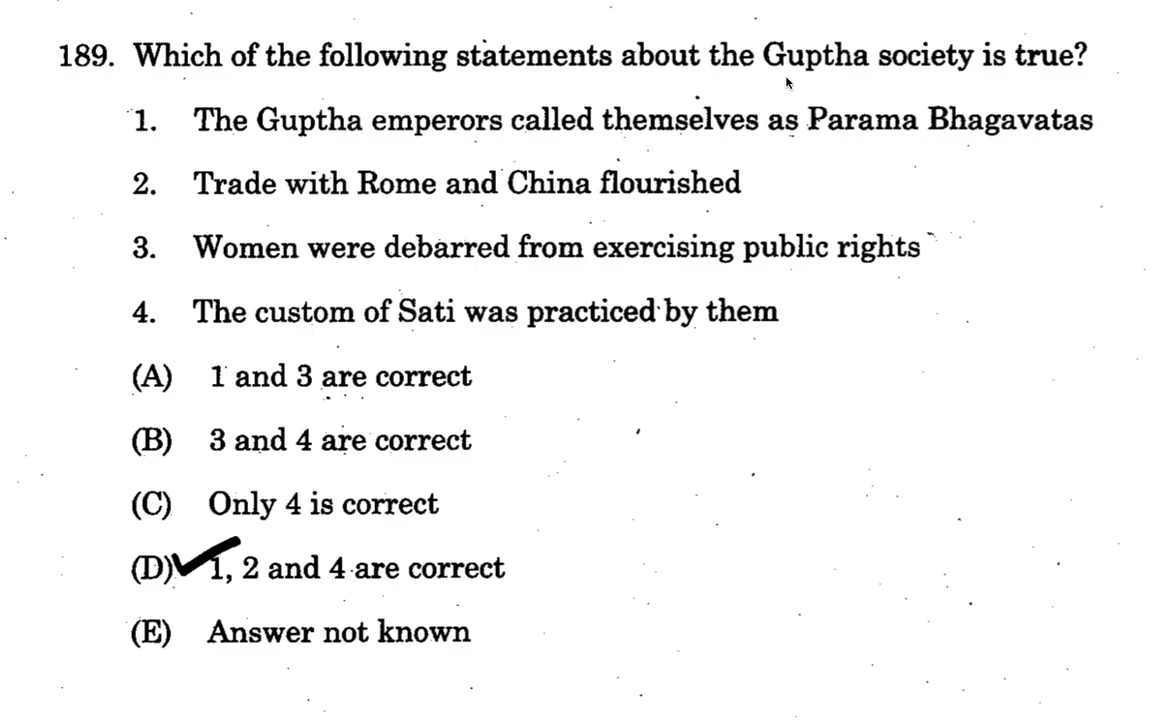 189. Which of the following statements about the Guptha society is true?
1. The Guptha emperors called themselves as Parama Bhagavatas
2. Trade with Rome and China flourished
3. Women were debarred from exercising public rights
4. The custom of Sati was practiced by them
(A) 1 and 3 are correct
(B) 3 and 4 are correct
(C) Only 4 is correct
(D) 1, 2 and 4 are correct
(E) Answer not known